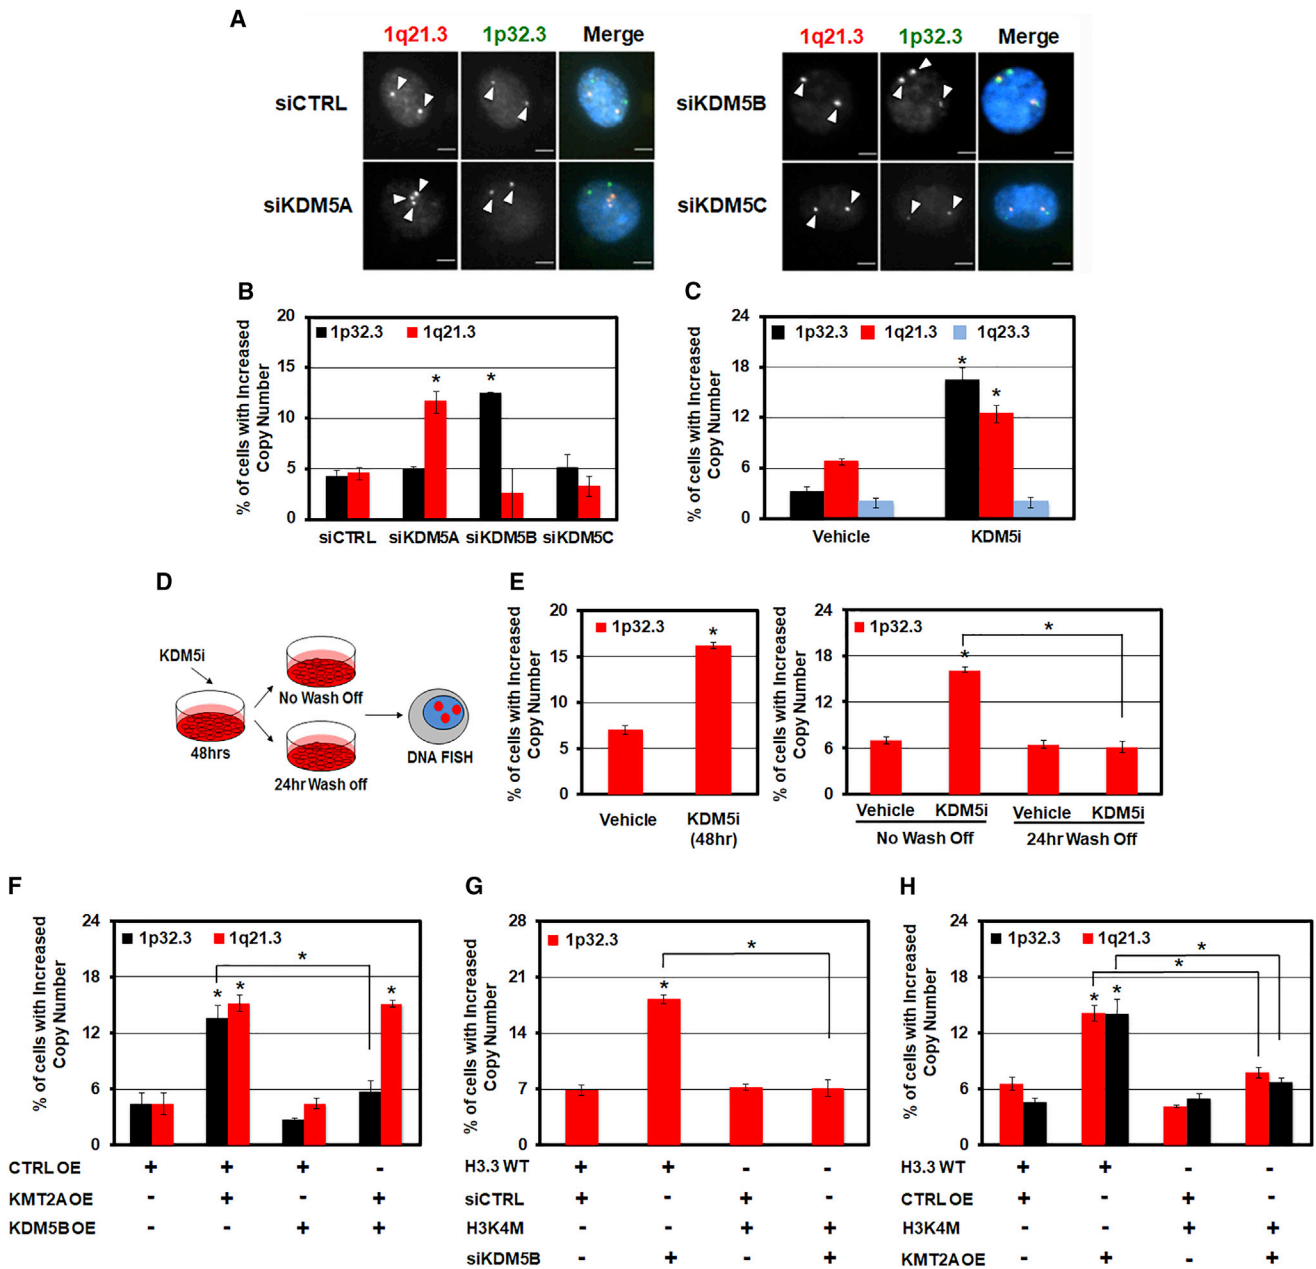 A
1q21.3 1p32.3 Merge
siCTRL
siKDM5A
1q21.3 1p32.3 Merge
siKDM5B
siKDM5C
B
% of cells with Increased
Copy Number
20
15
10
5
0
1p32.3 1q21.3
* *
siCTRL siKDM5A siKDM5B siKDM5C
C
% of cells with Increased
Copy Number
24
18
12
6
0
1p32.3 1q21.3 1q23.3
* *
Vehicle KDM5i
D
KDM5i
48hrs
No Wash Off
24hr Wash off
DNA FISH
E
% of cells with Increased
Copy Number
20
15
10
5
0
1p32.3
*
Vehicle KDM5i
(48hr)
% of cells with Increased
Copy Number
24
18
12
6
0
1p32.3
* *
Vehicle KDM5i Vehicle KDM5i
No Wash Off 24hr Wash Off
F
% of cells with Increased
Copy Number
24
18
12
6
0
1p32.3 1q21.3
*
* * *
CTRL OE + + + -
KMT2A OE - + - +
KDM5B OE - - + +
G
% of cells with Increased
Copy Number
28
21
14
7
0
1p32.3
*
*
H3.3 WT + + - -
siCTRL + - + -
H3K4M - - + +
siKDM5B - + - +
H
% of cells with Increased
Copy Number
24
18
12
6
0
1p32.3 1q21.3
*
*
* *
H3.3 WT + + - -
CTRL OE + - + -
H3K4M - - + +
KMT2A OE - + - +